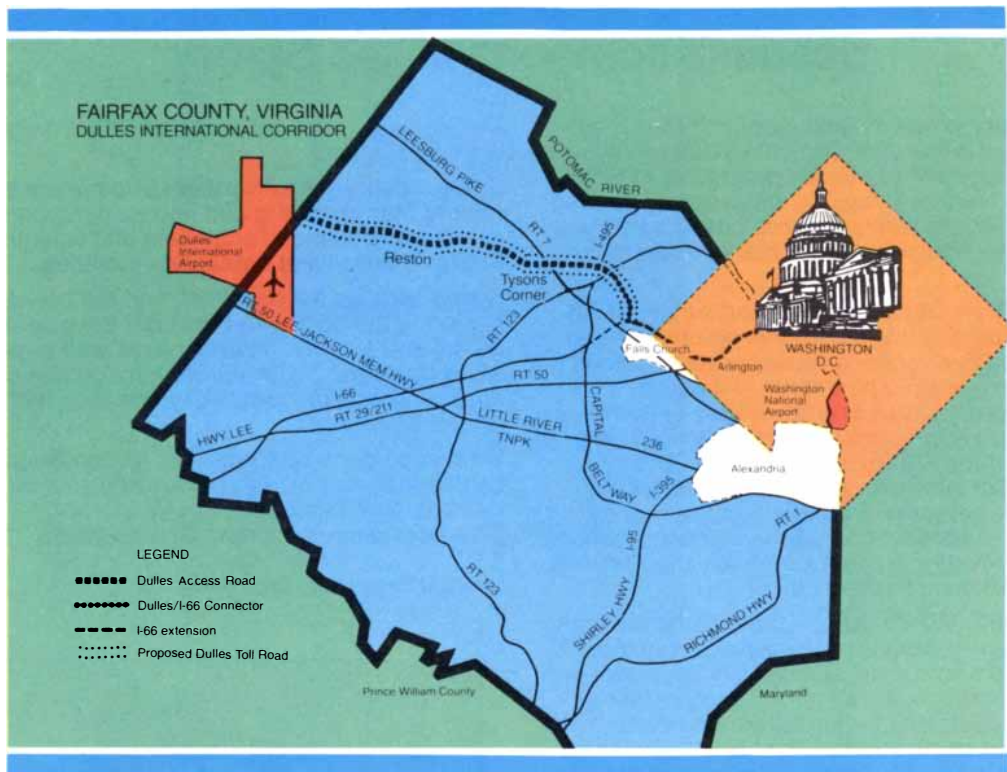 FAIRFAX COUNTY, VIRGINIA
DULLES INTERNATIONAL CORRIDOR
LEESBURG PIKE
POTOMAC
RIVER
Dulles
International
Airport
RT 7
I-495
Reston
Tysons
Corner
RT 123
RT 50 LEE-JACKSON MEM HWY
Falls Church
Arlington
WASHINGTON
D.C.
Washington
National
Airport
I-66
RT 50
RT 29/211
HWY LEE
CAPITAL
LITTLE RIVER
TNPK
236
BELT WAY
I-395
Alexandria
RT 1
I-95
RT 123
SHIRLEY HWY
RICHMOND HWY
LEGEND
Dulles Access Road
Dulles/I-66 Connector
I-66 extension
Proposed Dulles Toll Road
Prince William County
Maryland